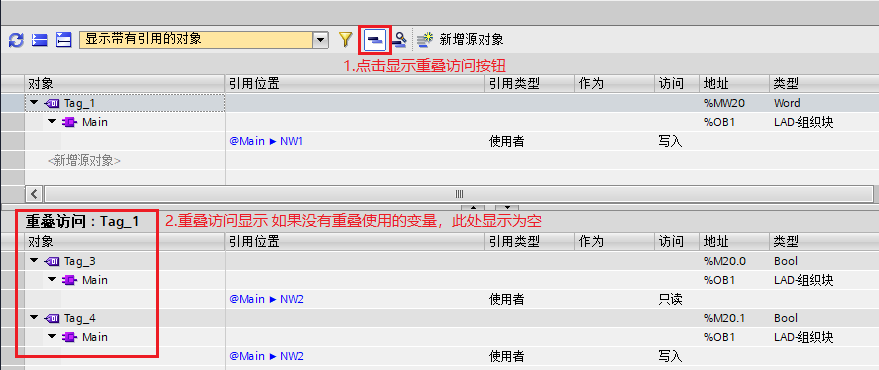 显示带有引用的对象 新增源对象
1.点击显示重叠访问按钮
对象 引用位置 引用类型 作为 访问 地址 类型
Tag_1 %MW20 Word
Main %OB1 LAD-组织块
@Main ▶ NW1 使用者 写入
<新增源对象>
重叠访问：Tag_1 2.重叠访问显示 如果没有重叠使用的变量，此处显示为空
对象 引用位置 引用类型 作为 访问 地址 类型
Tag_3 %M20.0 Bool
Main %OB1 LAD-组织块
@Main ▶ NW2 使用者 只读
Tag_4 %M20.1 Bool
Main %OB1 LAD-组织块
@Main ▶ NW2 使用者 写入